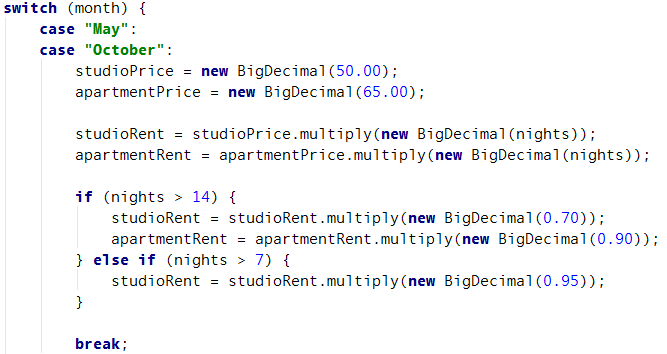 switch (month) {
    case "May":
    case "October":
        studioPrice = new BigDecimal(50.00);
        apartmentPrice = new BigDecimal(65.00);

        studioRent = studioPrice.multiply(new BigDecimal(nights));
        apartmentRent = apartmentPrice.multiply(new BigDecimal(nights));

        if (nights > 14) {
            studioRent = studioRent.multiply(new BigDecimal(0.70));
            apartmentRent = apartmentRent.multiply(new BigDecimal(0.90));
        } else if (nights > 7) {
            studioRent = studioRent.multiply(new BigDecimal(0.95));
        }

        break;